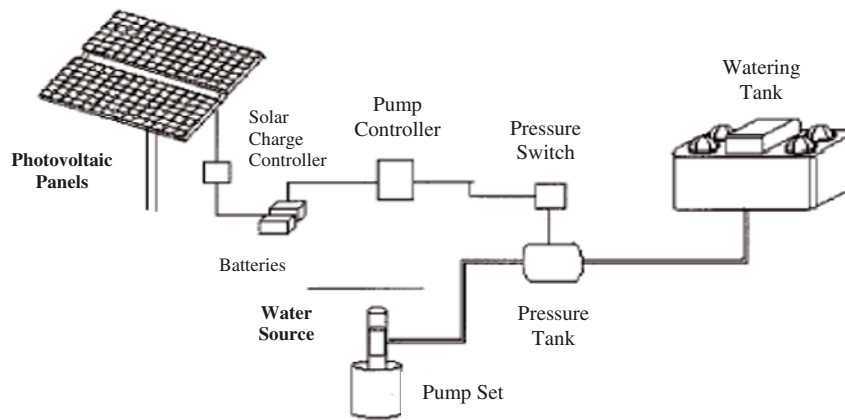 Photovoltaic
Panels
Solar
Charge
Controller
Batteries
Pump
Controller
Pressure
Switch
Watering
Tank
Water
Source
Pump Set
Pressure
Tank